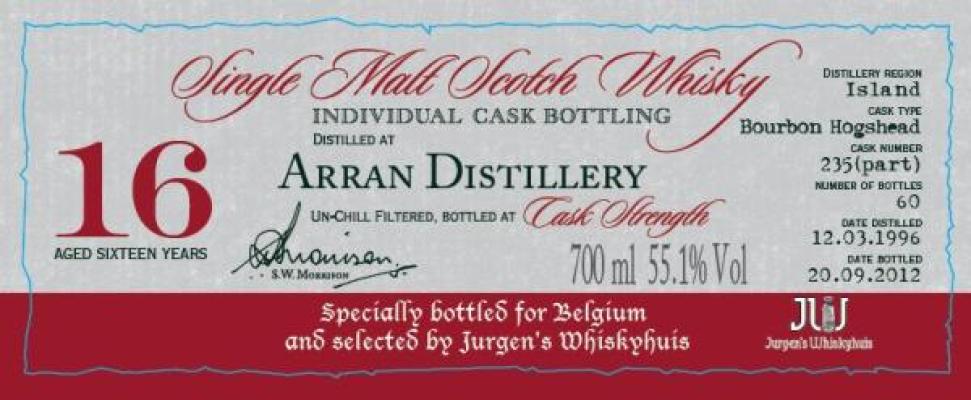 Single Malt Scotch Whisky
INDIVIDUAL CASK BOTTLING
DISTILLED AT
ARRAN DISTILLERY
UN-CHILL FILTERED, BOTTLED AT Cask Strength
16
AGED SIXTEEN YEARS
S.W. Morrison
S.W. MORRISON
700 ml 55.1% Vol
DISTILLERY REGION
Island
CASK TYPE
Bourbon Hogshead
CASK NUMBER
235(part)
NUMBER OF BOTTLES
60
DATE DISTILLED
12.03.1996
DATE BOTTLED
20.09.2012
Specially bottled for Belgium
and selected by Jurgen's Whiskyhuis
JW
Jurgen's Whiskyhuis